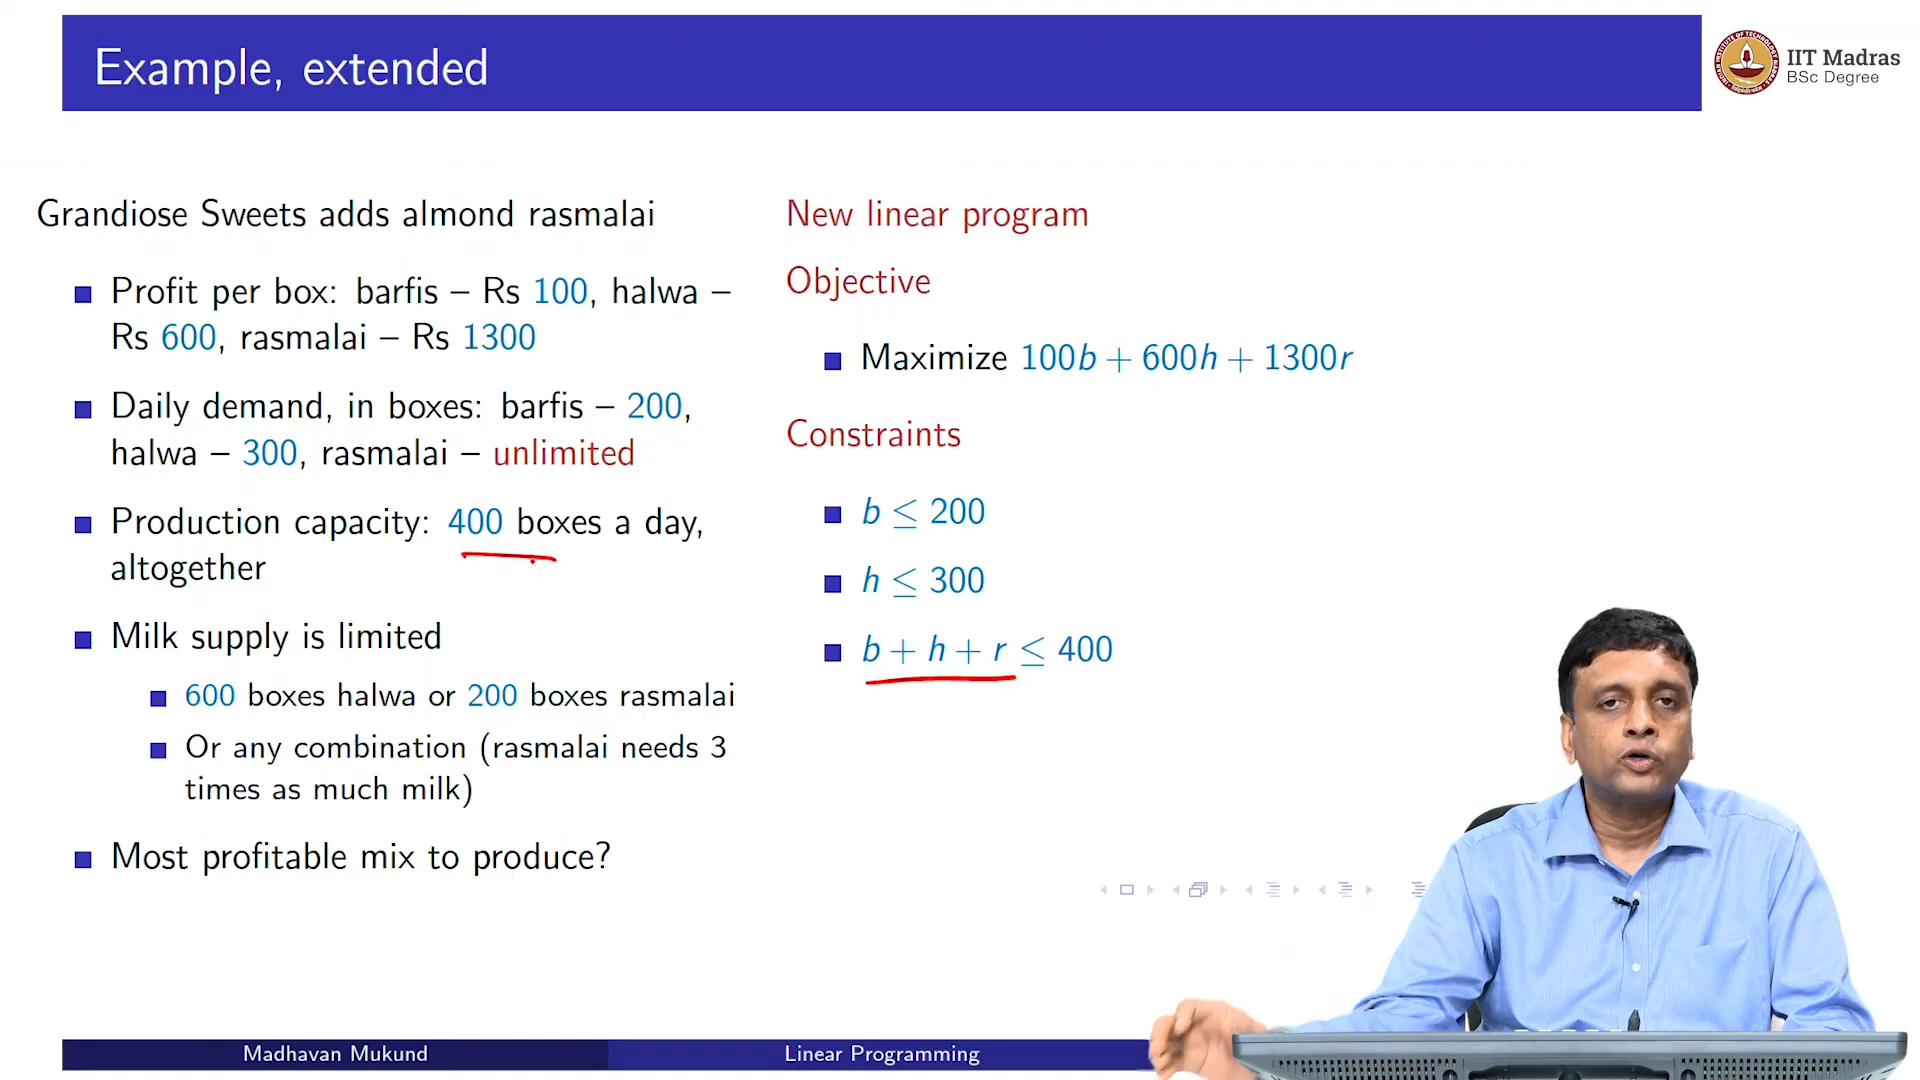 Example, extended
IIT Madras
BSc Degree
Grandiose Sweets adds almond rasmalai
Profit per box: barfis – Rs 100, halwa –
Rs 600, rasmalai – Rs 1300
Daily demand, in boxes: barfis – 200,
halwa – 300, rasmalai – unlimited
Production capacity: 400 boxes a day,
altogether
Milk supply is limited
600 boxes halwa or 200 boxes rasmalai
Or any combination (rasmalai needs 3
times as much milk)
Most profitable mix to produce?
New linear program
Objective
Maximize 100b + 600h + 1300r
Constraints
b ≤ 200
h ≤ 300
b + h + r ≤ 400
Madhavan Mukund
Linear Programming